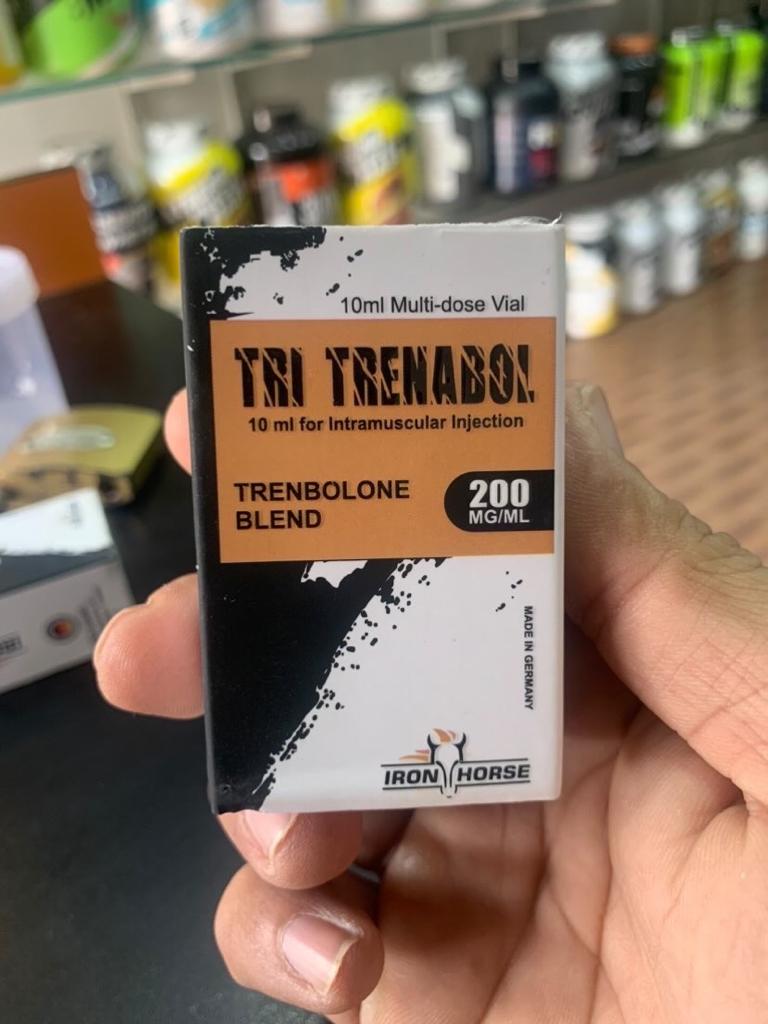 10ml Multi-dose Vial
TRI TRENABOL
10 ml for Intramuscular Injection
TRENBOLONE
BLEND
200
MG/ML
MADE IN GERMANY
IRON HORSE